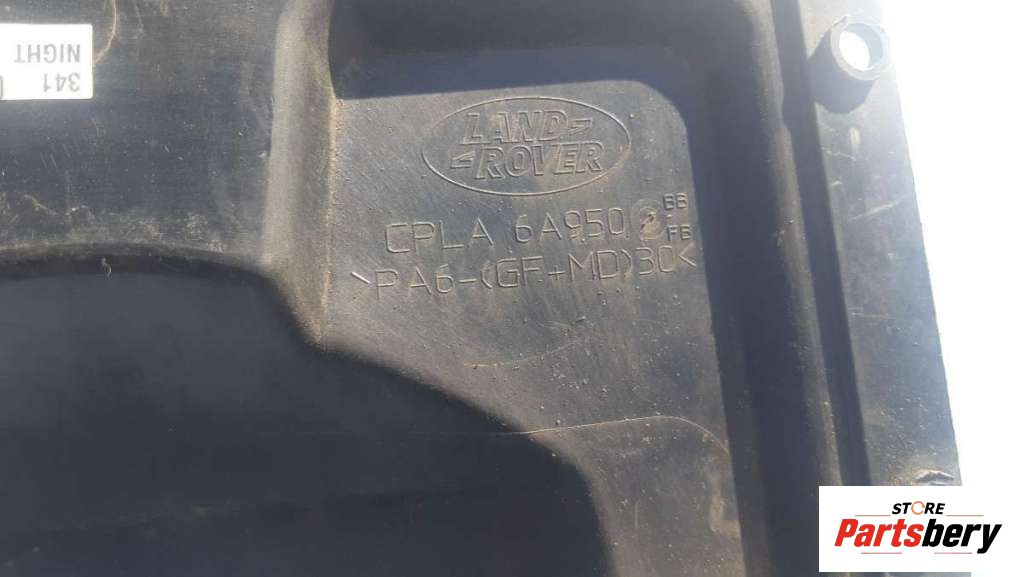 341
NIGHT
LAND
ROVER
BB
CPLA 6A950
FB
>PA6-(GF+MD)30<
STORE
Partsbery